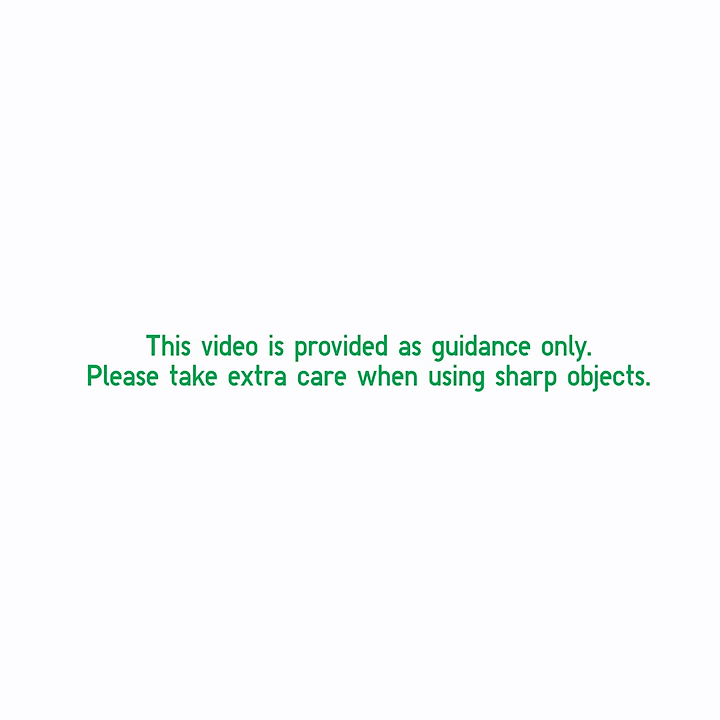 This video is provided as guidance only.
Please take extra care when using sharp objects.